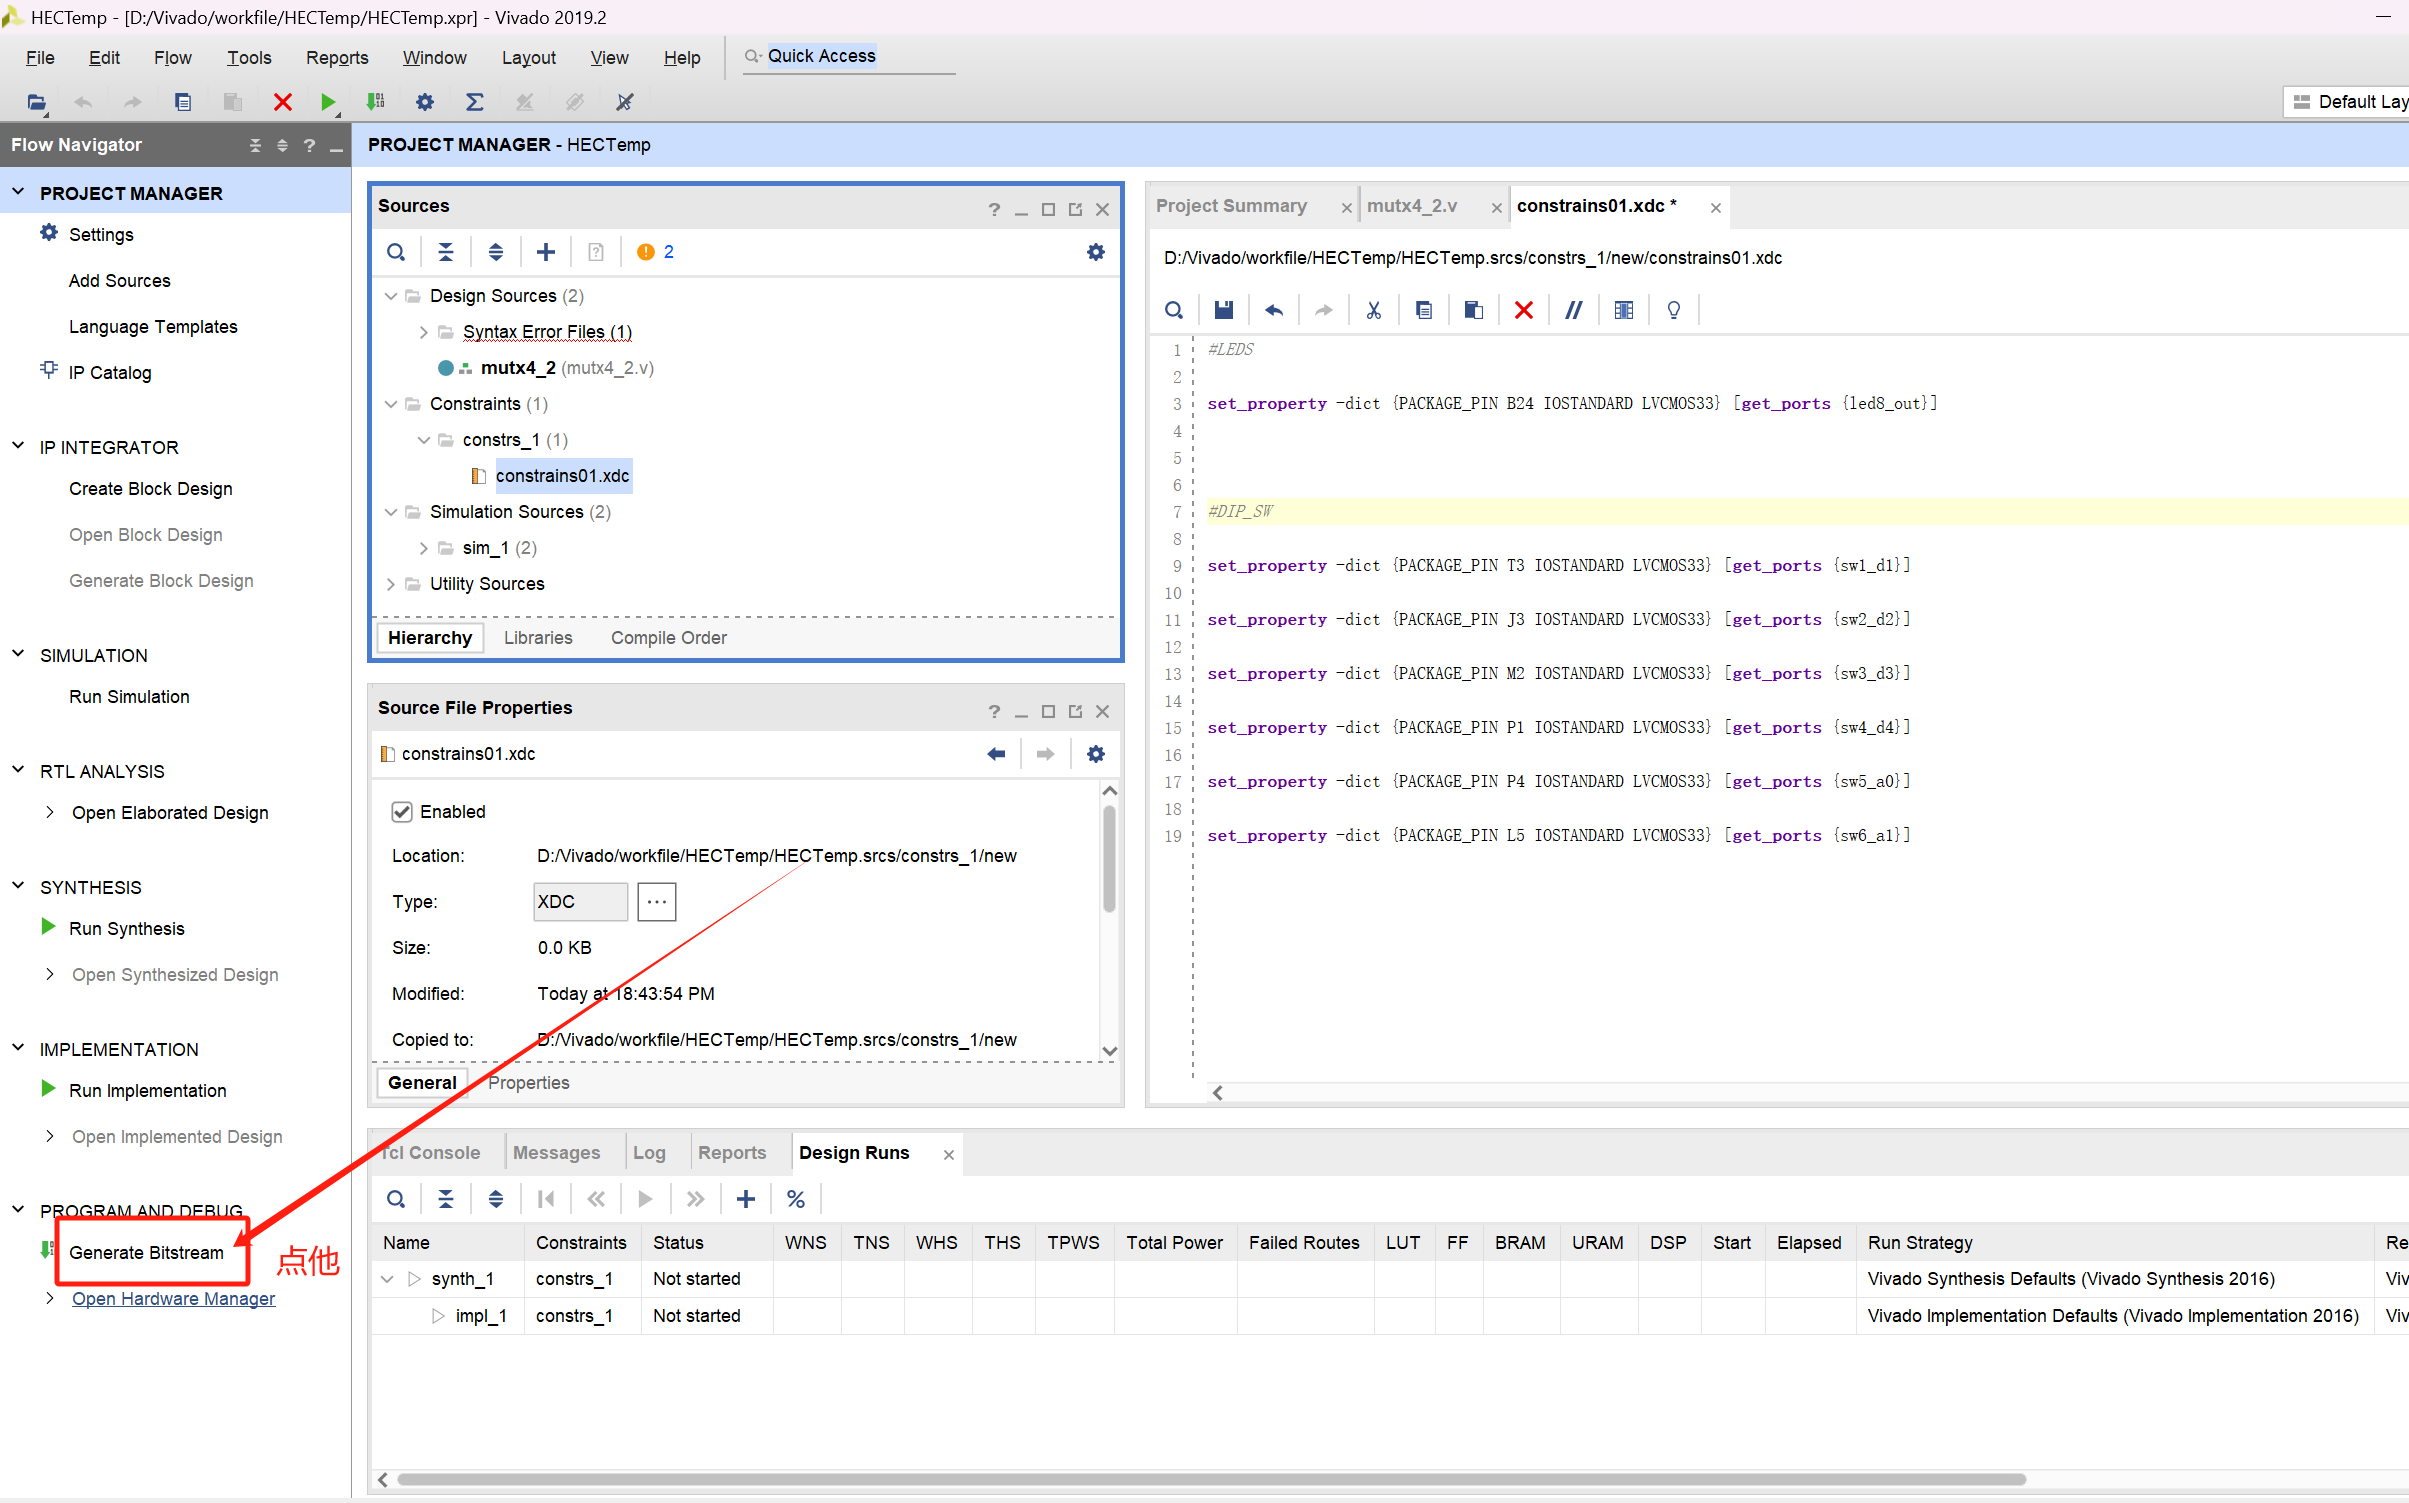 HECTemp - [D:/Vivado/workfile/HECTemp/HECTemp.xpr] - Vivado 2019.2
File Edit Flow Tools Reports Window Layout View Help Quick Access
Default Lay
Flow Navigator
PROJECT MANAGER
Settings
Add Sources
Language Templates
IP Catalog
IP INTEGRATOR
Create Block Design
Open Block Design
Generate Block Design
SIMULATION
Run Simulation
RTL ANALYSIS
Open Elaborated Design
SYNTHESIS
Run Synthesis
Open Synthesized Design
IMPLEMENTATION
Run Implementation
Open Implemented Design
PROGRAM AND DEBUG
Generate Bitstream
点他
Open Hardware Manager
PROJECT MANAGER - HECTemp
Sources
2
Design Sources (2)
Syntax Error Files (1)
mutx4_2 (mutx4_2.v)
Constraints (1)
constrs_1 (1)
constrains01.xdc
Simulation Sources (2)
sim_1 (2)
Utility Sources
Hierarchy Libraries Compile Order
Source File Properties
constrains01.xdc
Enabled
Location: D:/Vivado/workfile/HECTemp/HECTemp.srcs/constrs_1/new
Type: XDC ...
Size: 0.0 KB
Modified: Today at 18:43:54 PM
Copied to: D:/Vivado/workfile/HECTemp/HECTemp.srcs/constrs_1/new
General Properties
Project Summary mutx4_2.v constrains01.xdc *
D:/Vivado/workfile/HECTemp/HECTemp.srcs/constrs_1/new/constrains01.xdc
1 #LEDS
2
3 set_property -dict {PACKAGE_PIN B24 IOSTANDARD LVCMOS33} [get_ports {led8_out}]
4
5
6
7 #DIP_SW
8
9 set_property -dict {PACKAGE_PIN T3 IOSTANDARD LVCMOS33} [get_ports {sw1_d1}]
10
11 set_property -dict {PACKAGE_PIN J3 IOSTANDARD LVCMOS33} [get_ports {sw2_d2}]
12
13 set_property -dict {PACKAGE_PIN M2 IOSTANDARD LVCMOS33} [get_ports {sw3_d3}]
14
15 set_property -dict {PACKAGE_PIN P1 IOSTANDARD LVCMOS33} [get_ports {sw4_d4}]
16
17 set_property -dict {PACKAGE_PIN P4 IOSTANDARD LVCMOS33} [get_ports {sw5_a0}]
18
19 set_property -dict {PACKAGE_PIN L5 IOSTANDARD LVCMOS33} [get_ports {sw6_a1}]
Tcl Console Messages Log Reports Design Runs
Name Constraints Status WNS TNS WHS THS TPWS Total Power Failed Routes LUT FF BRAM URAM DSP Start Elapsed Run Strategy Re
synth_1 constrs_1 Not started Vivado Synthesis Defaults (Vivado Synthesis 2016) Viv
impl_1 constrs_1 Not started Vivado Implementation Defaults (Vivado Implementation 2016) Viv